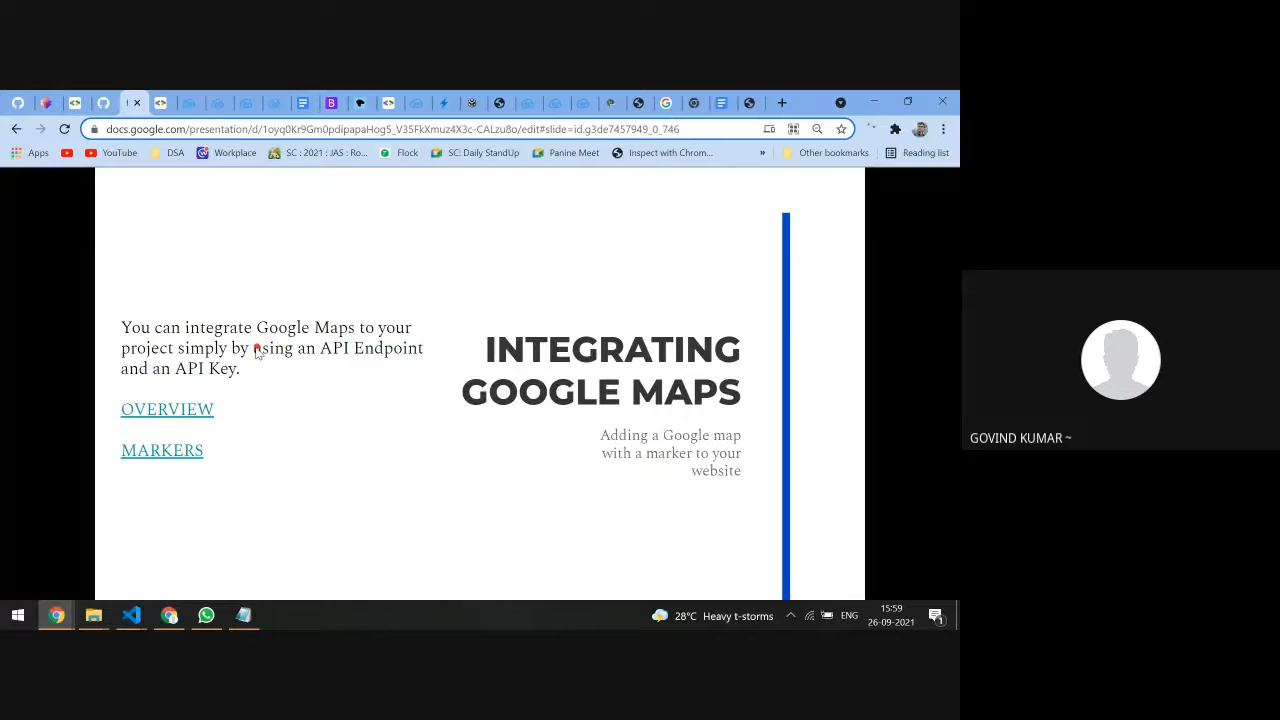 docs.google.com/presentation/d/1oyq0Kr9Gm0pdipapaHog5_V35FkXmuz4X3c-CALzu8o/edit#slide=id.g3de7457949_0_746
Apps YouTube DSA Workplace SC : 2021 : JAS : Ro... Flock SC: Daily StandUp Panine Meet Inspect with Chrom... » Other bookmarks Reading list
You can integrate Google Maps to your
project simply by using an API Endpoint
and an API Key.
OVERVIEW
MARKERS
INTEGRATING
GOOGLE MAPS
Adding a Google map
with a marker to your
website
GOVIND KUMAR ~
28°C Heavy t-storms ENG 15:59
26-09-2021